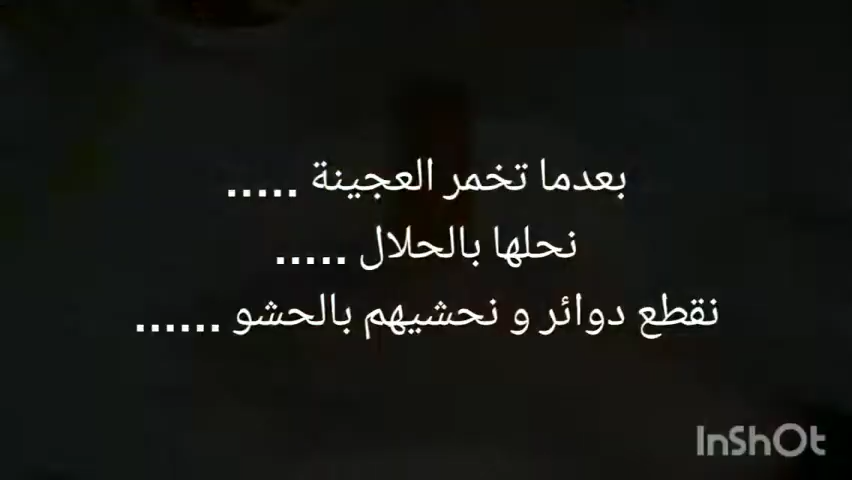 بعدما تخمر العجينة .....
نحلها بالحلال .....
نقطع دوائر و نحشيهم بالحشو ......
InShOt